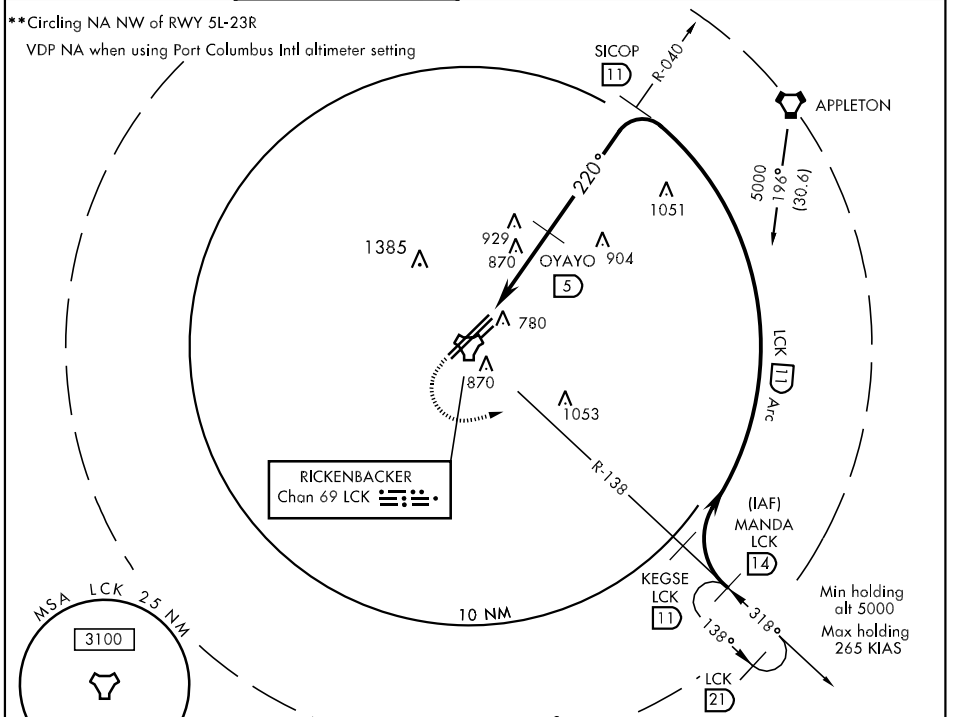 **Circling NA NW of RWY 5L-23R
VDP NA when using Port Columbus Intl altimeter setting
SICOP
11
R-040
APPLETON
5000
196°
(30.6)
220°
1051
1385
929
870
OYAYO
5
904
780
870
1053
LCK 11 Arc
RICKENBACKER
Chan 69 LCK
R-138
(IAF)
MANDA
LCK
14
KEGSE
LCK
11
10 NM
138°
318°
Min holding
alt 5000
Max holding
265 KIAS
LCK
21
MSA LCK 25 NM
3100